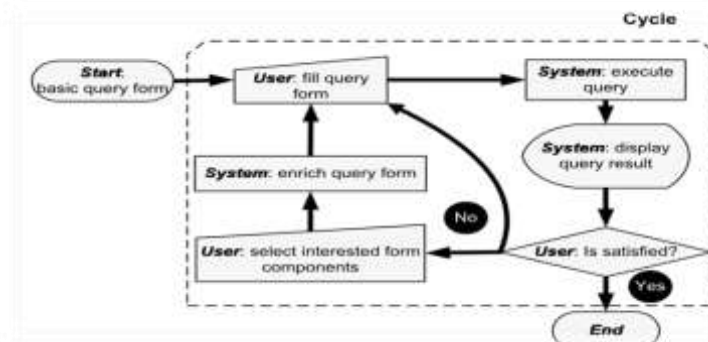 Cycle
Start:
basic query form
User: fill query
form
System: execute
query
System: display
query result
System: enrich query form
No
User: select interested form
components
User: Is satisfied?
Yes
End